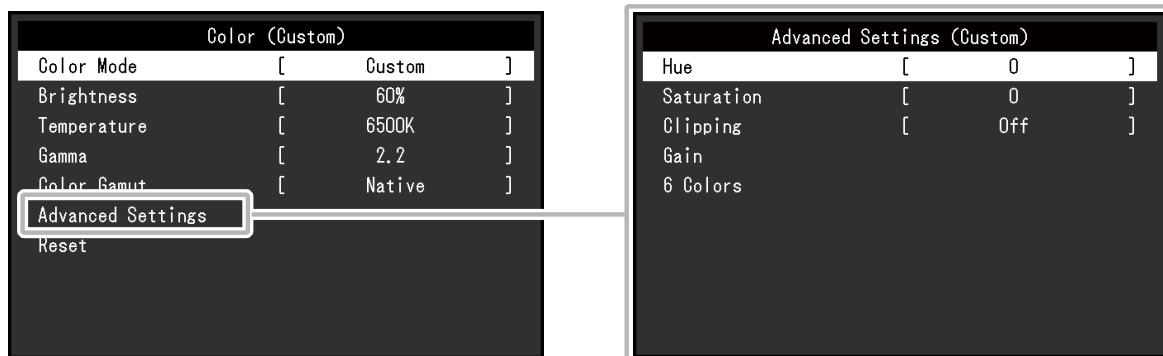 Color (Custom)
Color Mode [ Custom ]
Brightness [ 60% ]
Temperature [ 6500K ]
Gamma [ 2.2 ]
Color Gamut [ Native ]
Advanced Settings
Reset
Advanced Settings (Custom)
Hue [ 0 ]
Saturation [ 0 ]
Clipping [ Off ]
Gain
6 Colors